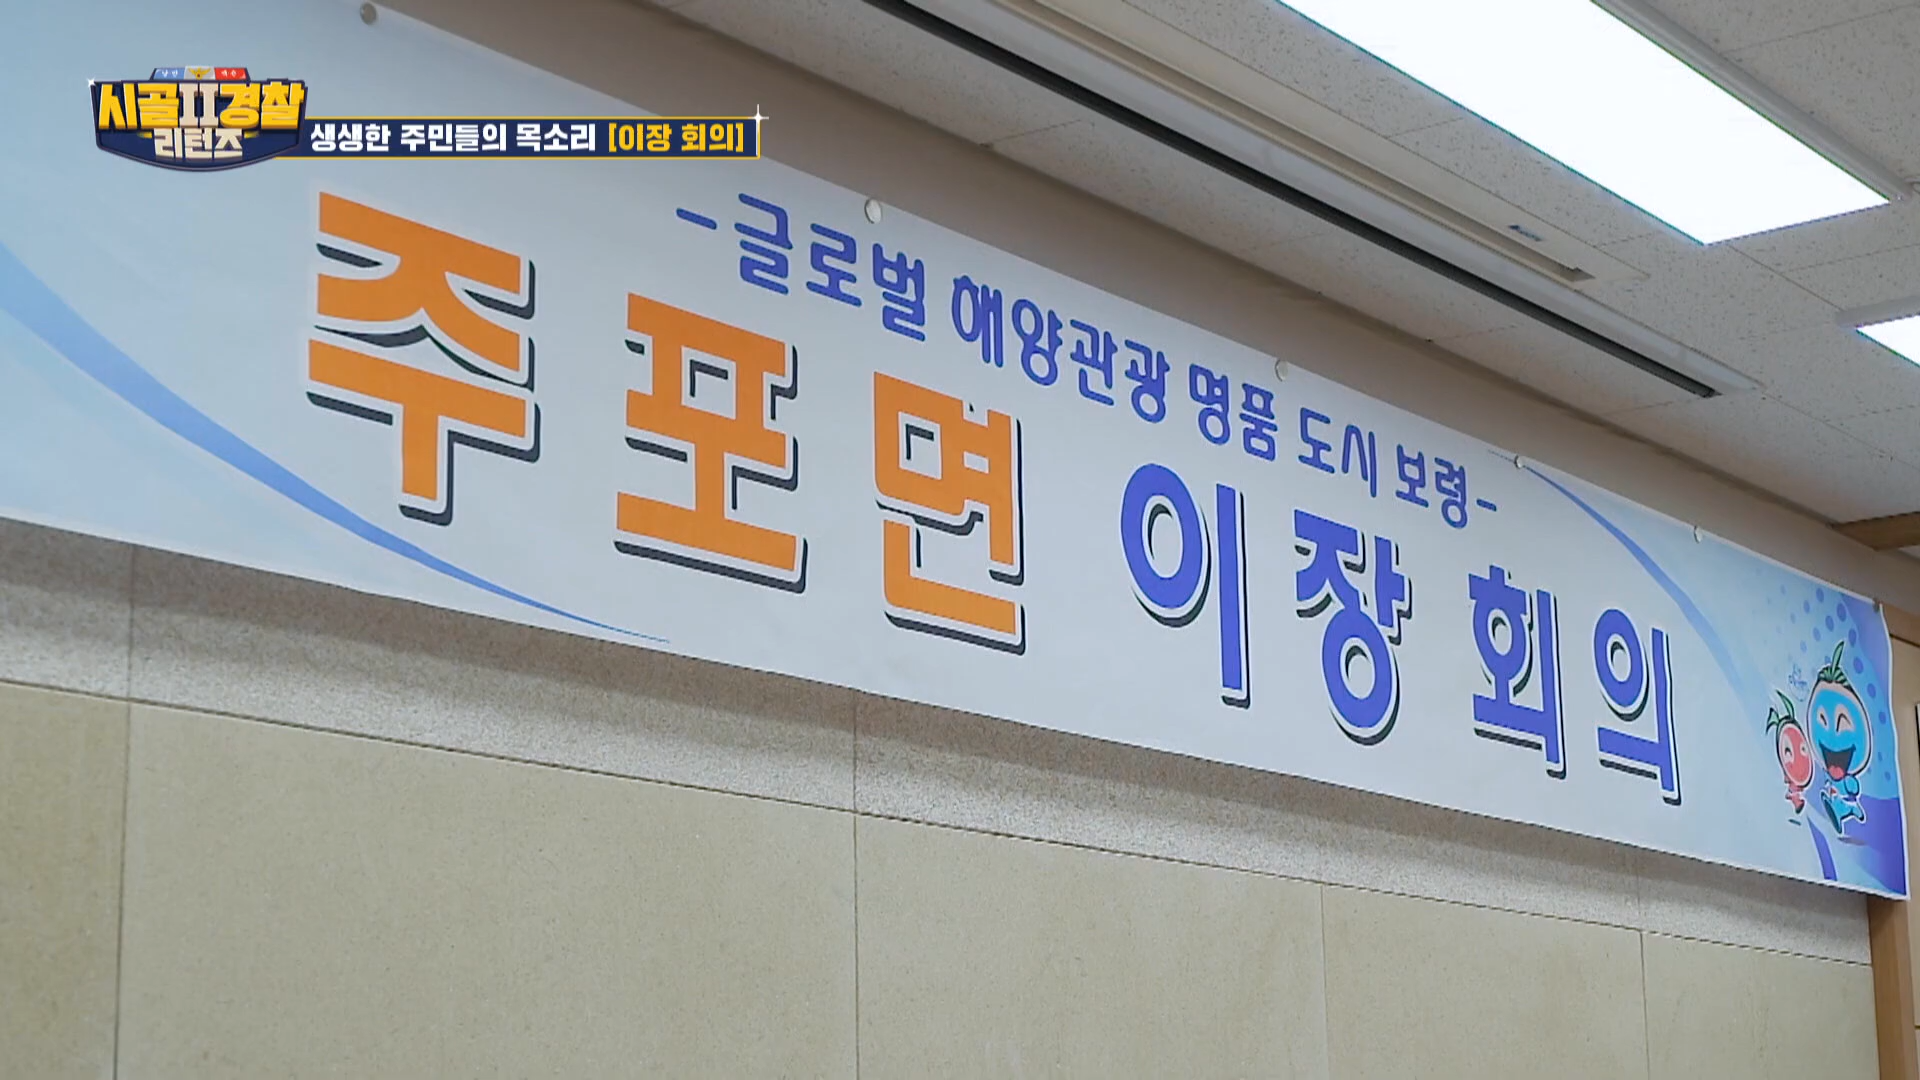 시골경찰
리턴즈Ⅱ
생생한 주민들의 목소리 [이장 회의]
-글로벌 해양관광 명품 도시 보령-
주포면 이장 회의